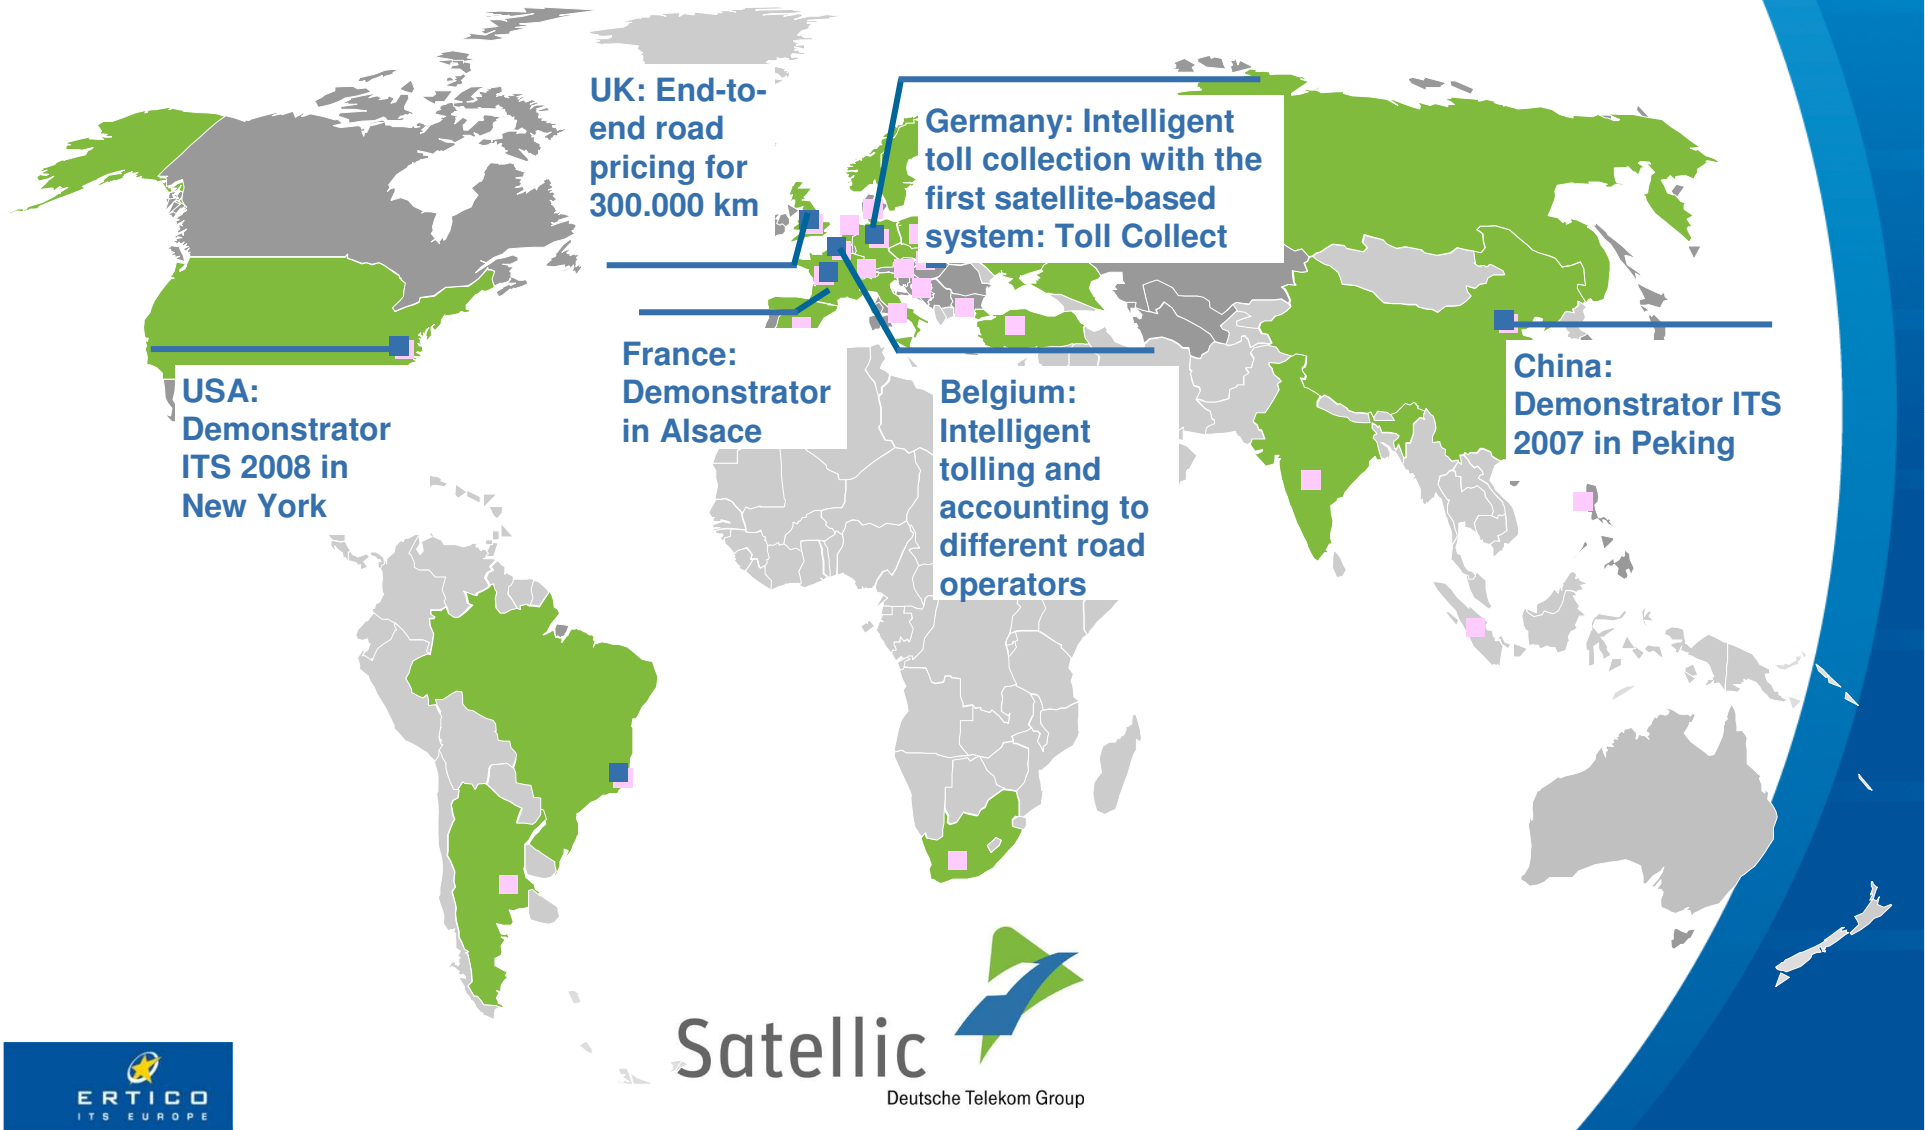 UK: End-to-
end road
pricing for
300.000 km
Germany: Intelligent
toll collection with the
first satellite-based
system: Toll Collect
USA:
Demonstrator
ITS 2008 in
New York
France:
Demonstrator
in Alsace
Belgium:
Intelligent
tolling and
accounting to
different road
operators
China:
Demonstrator ITS
2007 in Peking
Satellic
Deutsche Telekom Group
ERTICO
ITS EUROPE